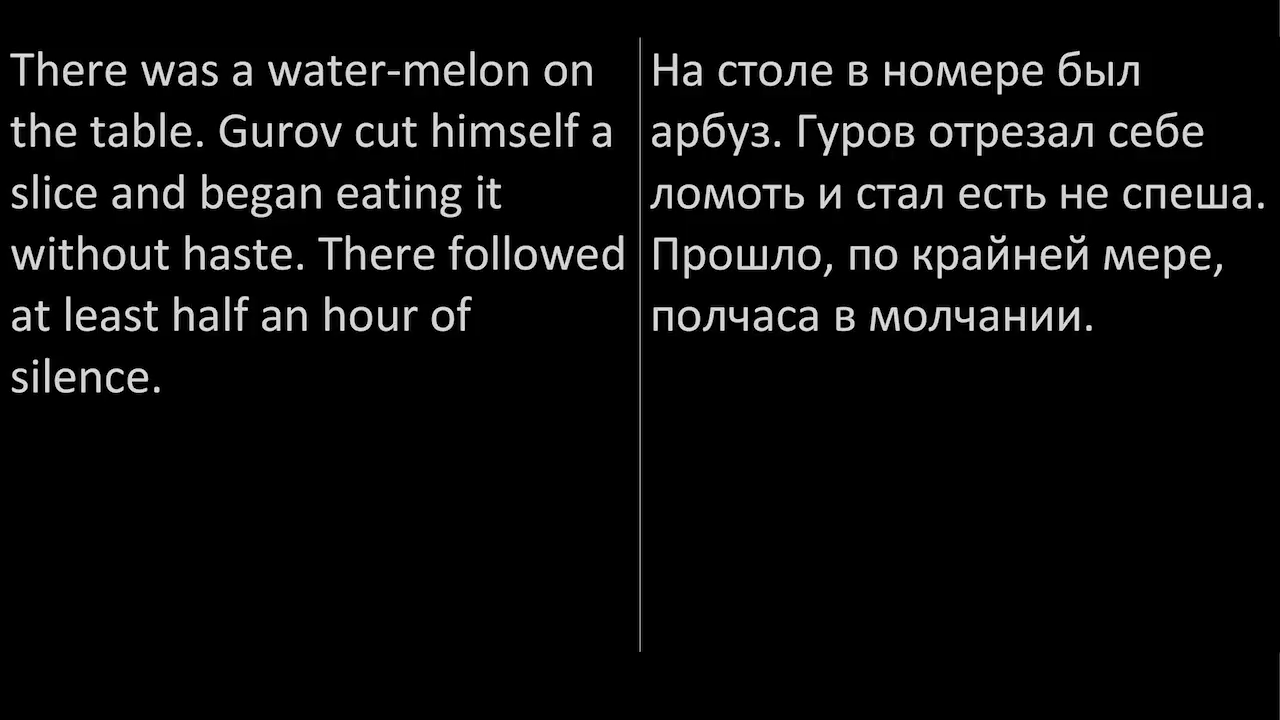 There was a water-melon on
the table. Gurov cut himself a
slice and began eating it
without haste. There followed
at least half an hour of
silence.
На столе в номере был
арбуз. Гуров отрезал себе
ломоть и стал есть не спеша.
Прошло, по крайней мере,
полчаса в молчании.